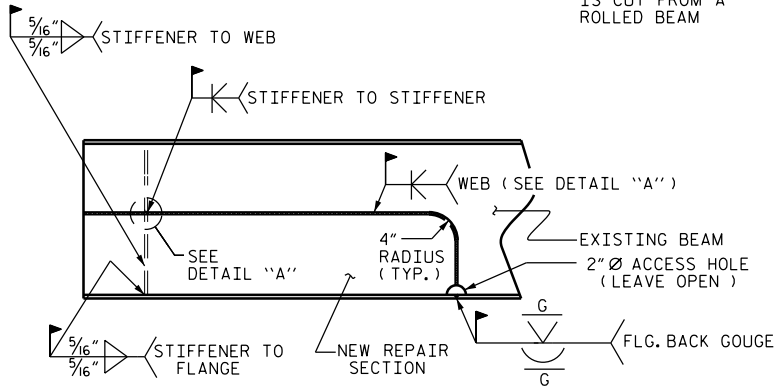 IS CUT FROM A
ROLLED BEAM
5/16"
5/16"
STIFFENER TO WEB
STIFFENER TO STIFFENER
WEB (SEE DETAIL "A")
SEE
DETAIL "A"
4"
RADIUS
(TYP.)
EXISTING BEAM
2" Ø ACCESS HOLE
(LEAVE OPEN)
G
FLG. BACK GOUGE
G
5/16"
5/16"
STIFFENER TO
FLANGE
NEW REPAIR
SECTION